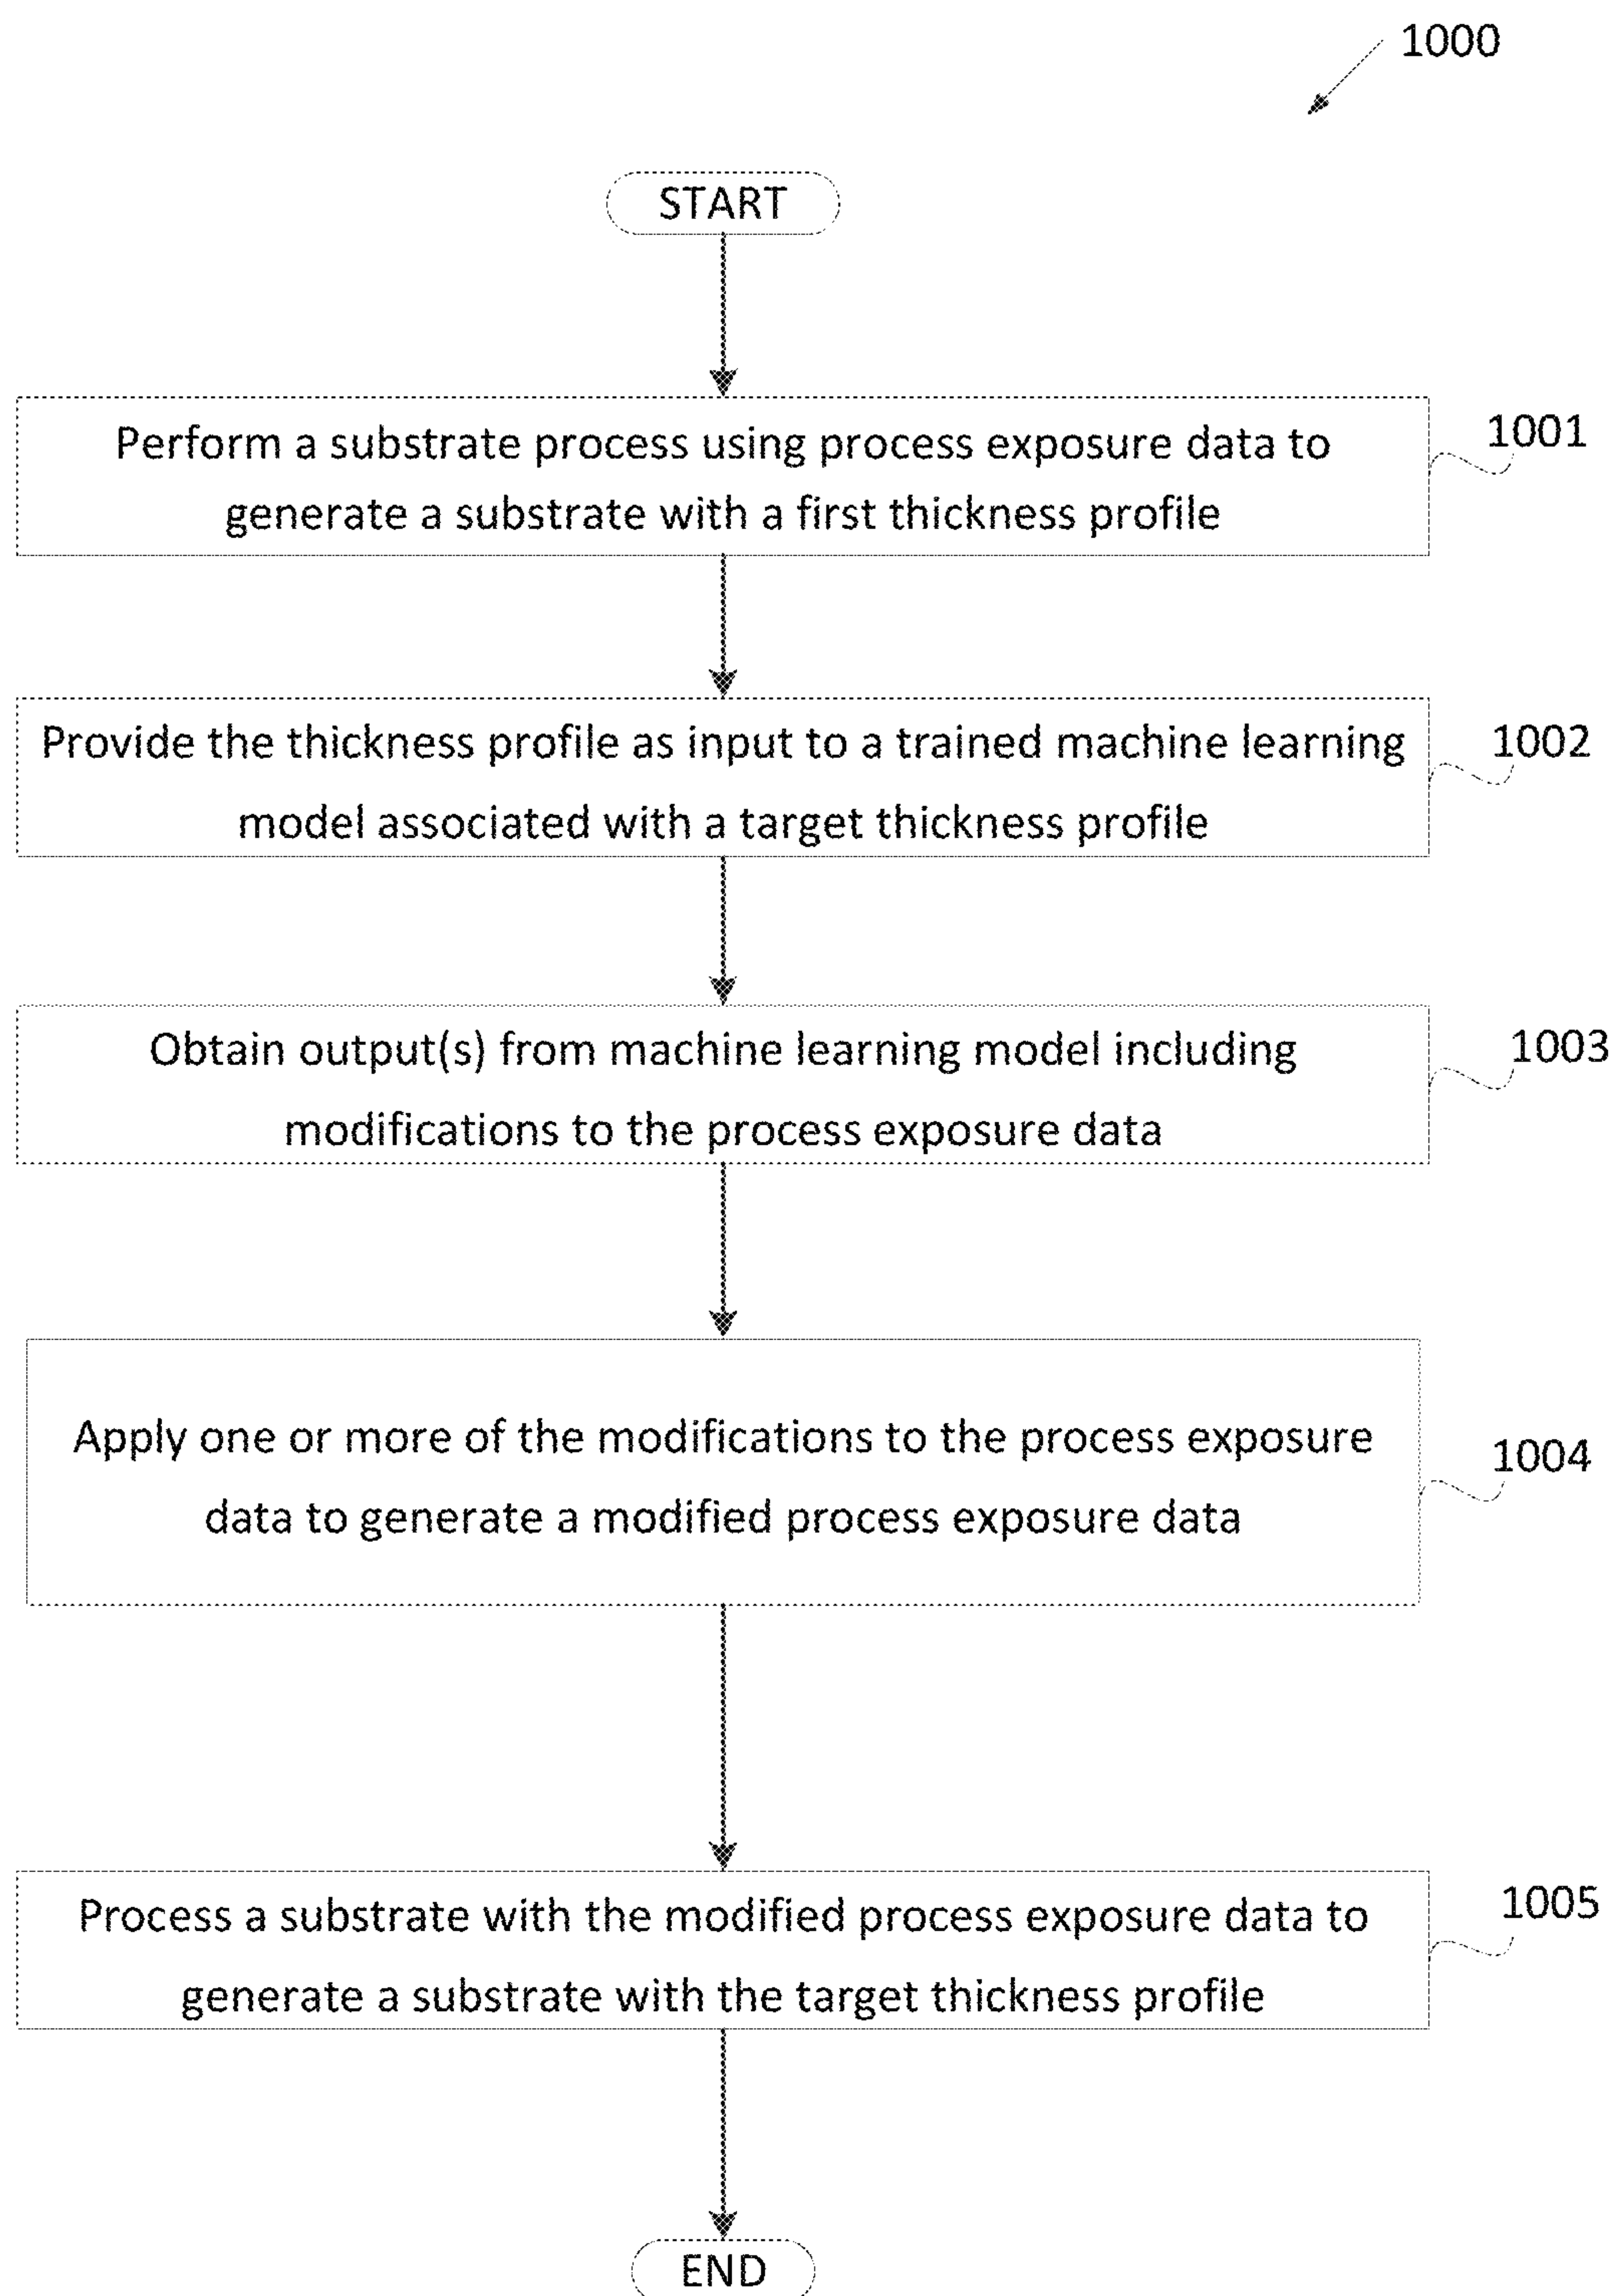 1000
START
Perform a substrate process using process exposure data to
generate a substrate with a first thickness profile
1001
Provide the thickness profile as input to a trained machine learning
model associated with a target thickness profile
1002
Obtain output(s) from machine learning model including
modifications to the process exposure data
1003
Apply one or more of the modifications to the process exposure
data to generate a modified process exposure data
1004
Process a substrate with the modified process exposure data to
generate a substrate with the target thickness profile
1005
END